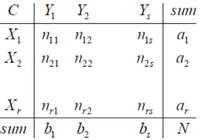 C Y₁ Y₂ Yₛ sum
X₁ n₁₁ n₁₂ n₁ₛ a₁
X₂ n₂₁ n₂₂ n₂ₛ a₂
Xᵣ nᵣ₁ nᵣ₂ nᵣₛ aᵣ
sum b₁ b₂ bₛ N